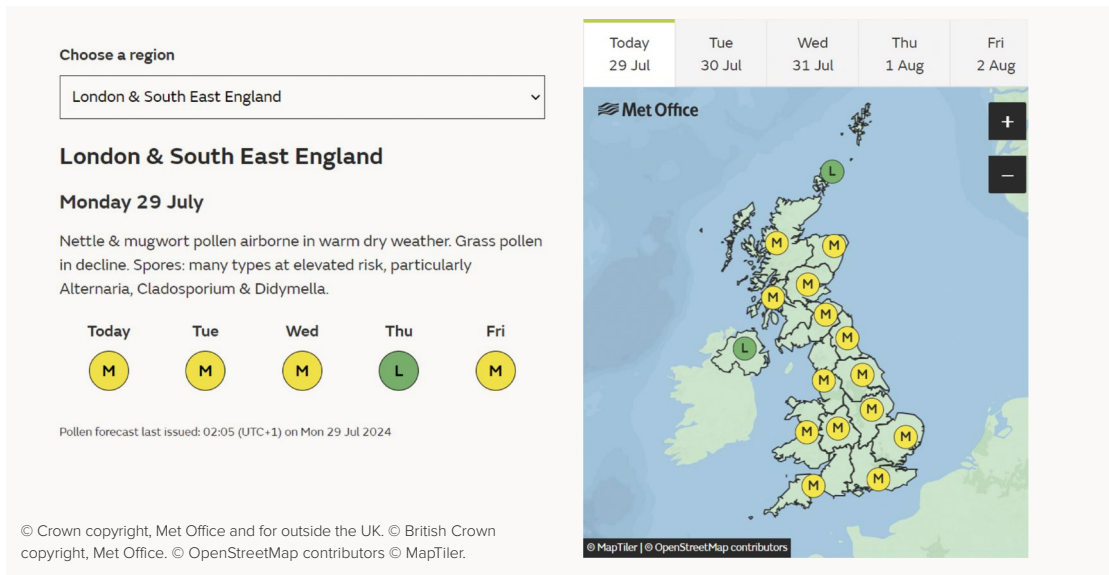 Choose a region
London & South East England
London & South East England
Monday 29 July
Nettle & mugwort pollen airborne in warm dry weather. Grass pollen
in decline. Spores: many types at elevated risk, particularly
Alternaria, Cladosporium & Didymella.
Today Tue Wed Thu Fri
M M M L M
Pollen forecast last issued: 02:05 (UTC+1) on Mon 29 Jul 2024
© Crown copyright, Met Office and for outside the UK. © British Crown
copyright, Met Office. © OpenStreetMap contributors © MapTiler.
Today Tue Wed Thu Fri
29 Jul 30 Jul 31 Jul 1 Aug 2 Aug
Met Office
+
−
L
M M
M
M
M
M
L
M
M
M
M
M
M
M
M
© MapTiler | © OpenStreetMap contributors